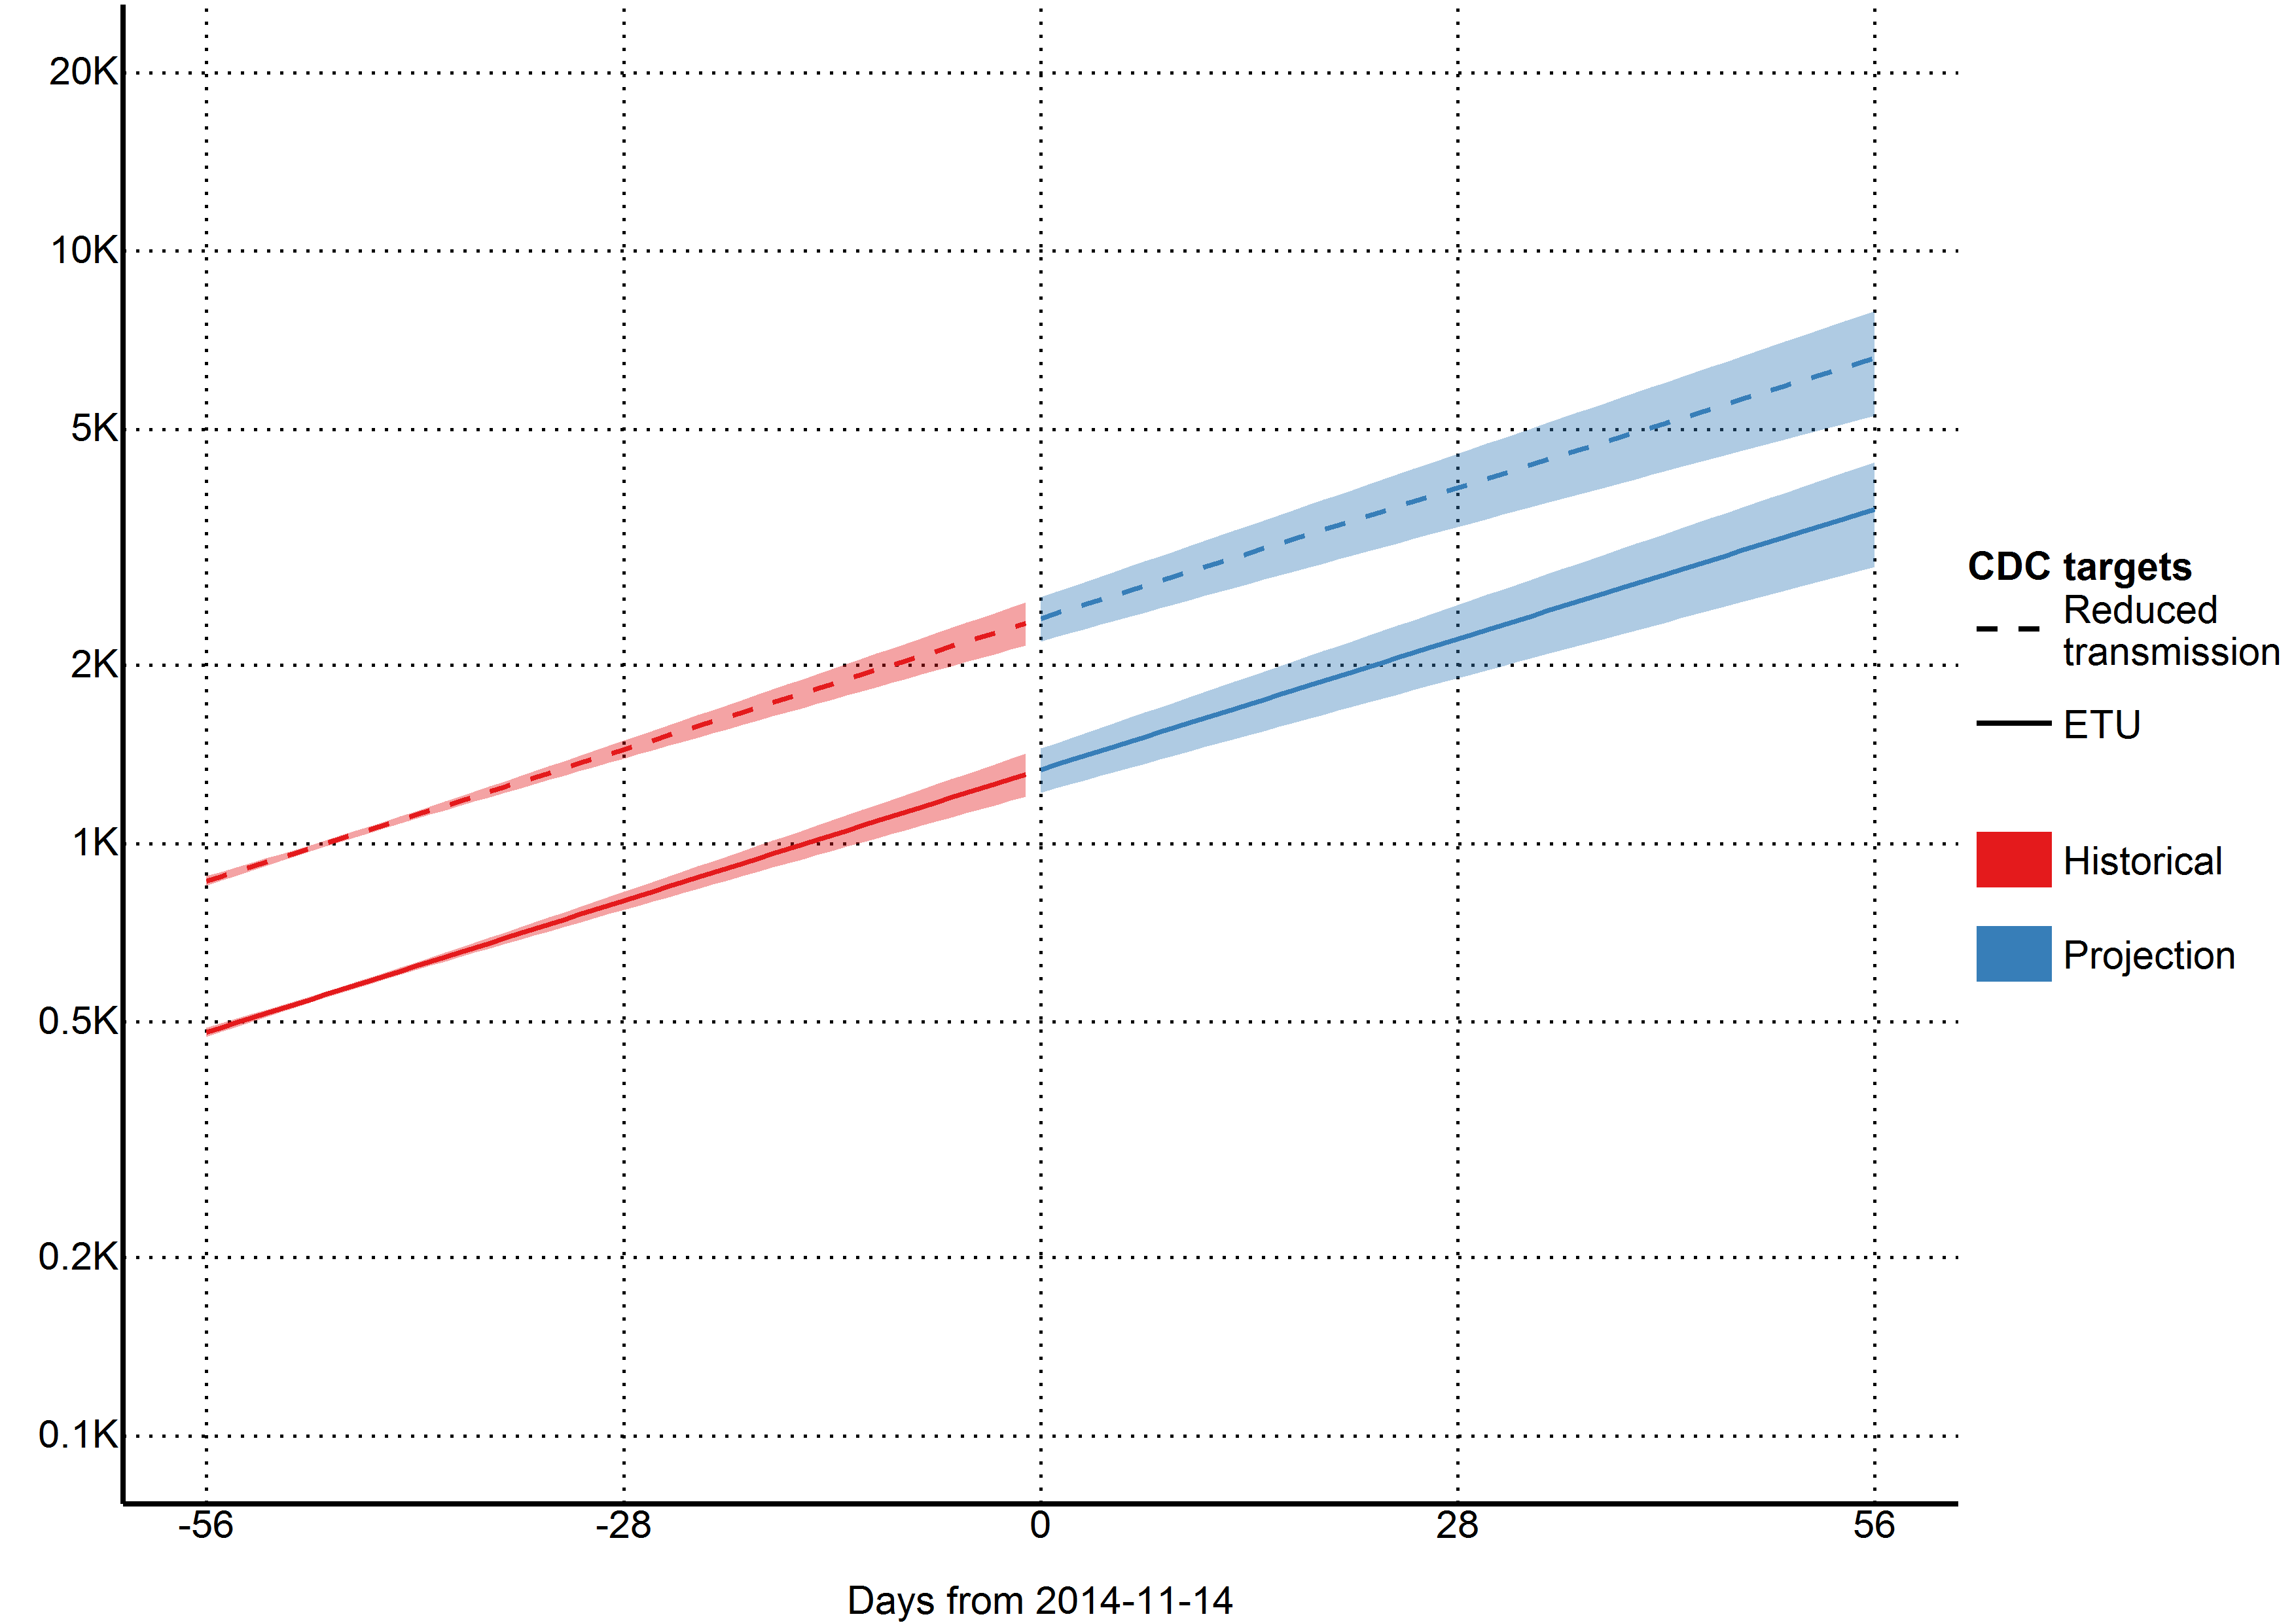 20K
10K
5K
2K
1K
0.5K
0.2K
0.1K
-56
-28
0
28
56
Days from 2014-11-14
CDC targets
Reduced
transmission
ETU
Historical
Projection